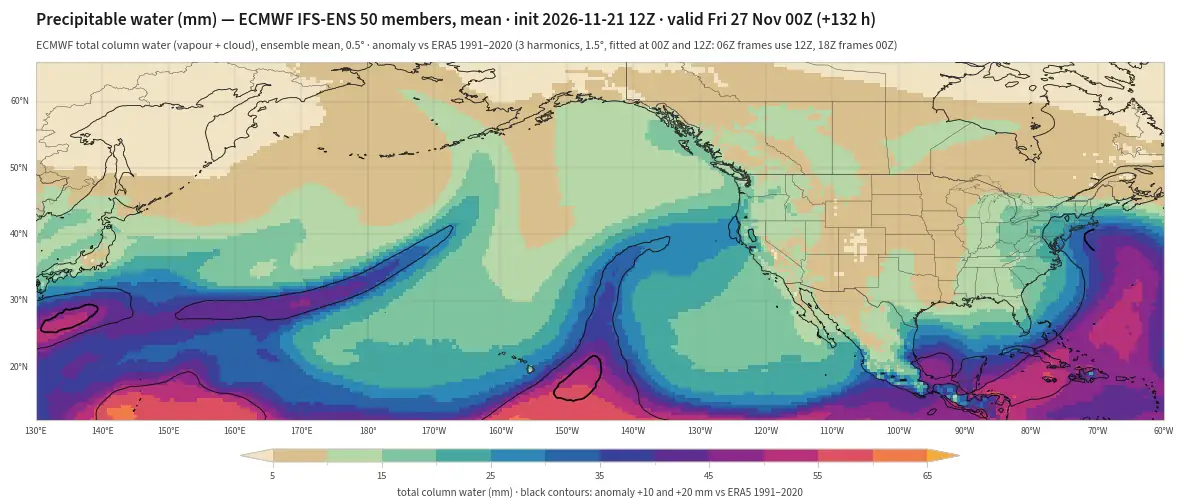 Precipitable water (mm) — ECMWF IFS-ENS 50 members, mean · init 2026-11-21 12Z · valid Fri 27 Nov 00Z (+132 h)
ECMWF total column water (vapour + cloud), ensemble mean, 0.5° · anomaly vs ERA5 1991–2020 (3 harmonics, 1.5°, fitted at 00Z and 12Z: 06Z frames use 12Z, 18Z frames 00Z)
60°N
50°N
40°N
30°N
20°N
130°E 140°E 150°E 160°E 170°E 180° 170°W 160°W 150°W 140°W 130°W 120°W 110°W 100°W 90°W 80°W 70°W 60°W
5 15 25 35 45 55 65
total column water (mm) · black contours: anomaly +10 and +20 mm vs ERA5 1991–2020